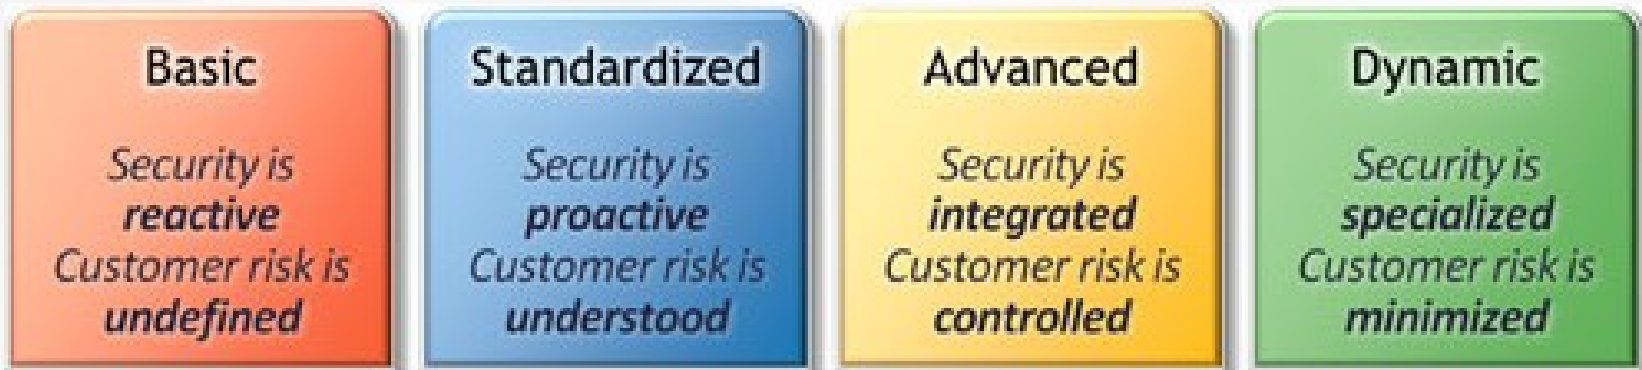 Basic
Security is
reactive
Customer risk is
undefined
Standardized
Security is
proactive
Customer risk is
understood
Advanced
Security is
integrated
Customer risk is
controlled
Dynamic
Security is
specialized
Customer risk is
minimized